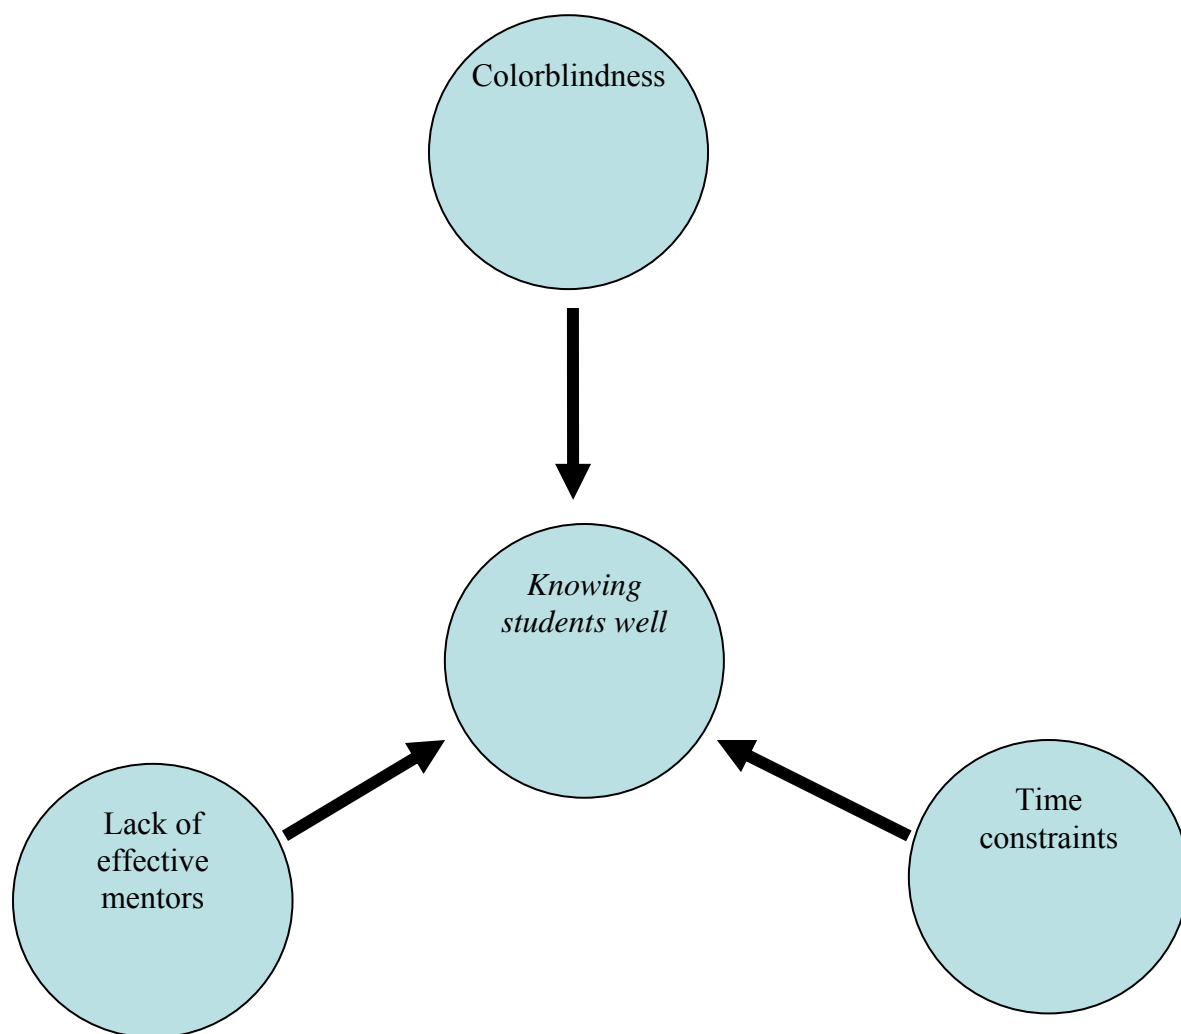 Colorblindness
Knowing
students well
Lack of
effective
mentors
Time
constraints